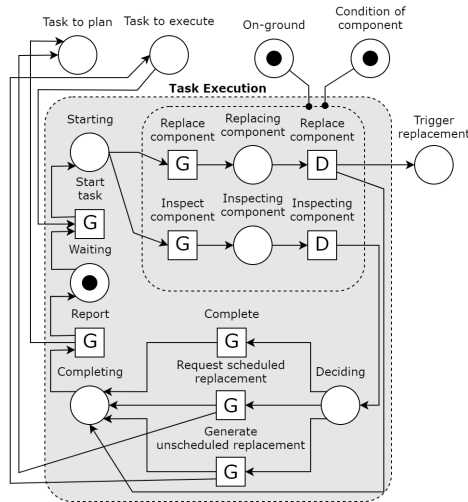 Task to plan
Task to execute
On-ground
Condition of
component
Task Execution
Starting
Replace
component
Replacing
component
Replace
component
Trigger
replacement
G
D
Start
task
Inspect
component
Inspecting
component
Inspecting
component
G
G
D
Waiting
Report
G
Complete
G
Request scheduled
replacement
Completing
Deciding
G
Generate
unscheduled replacement
G